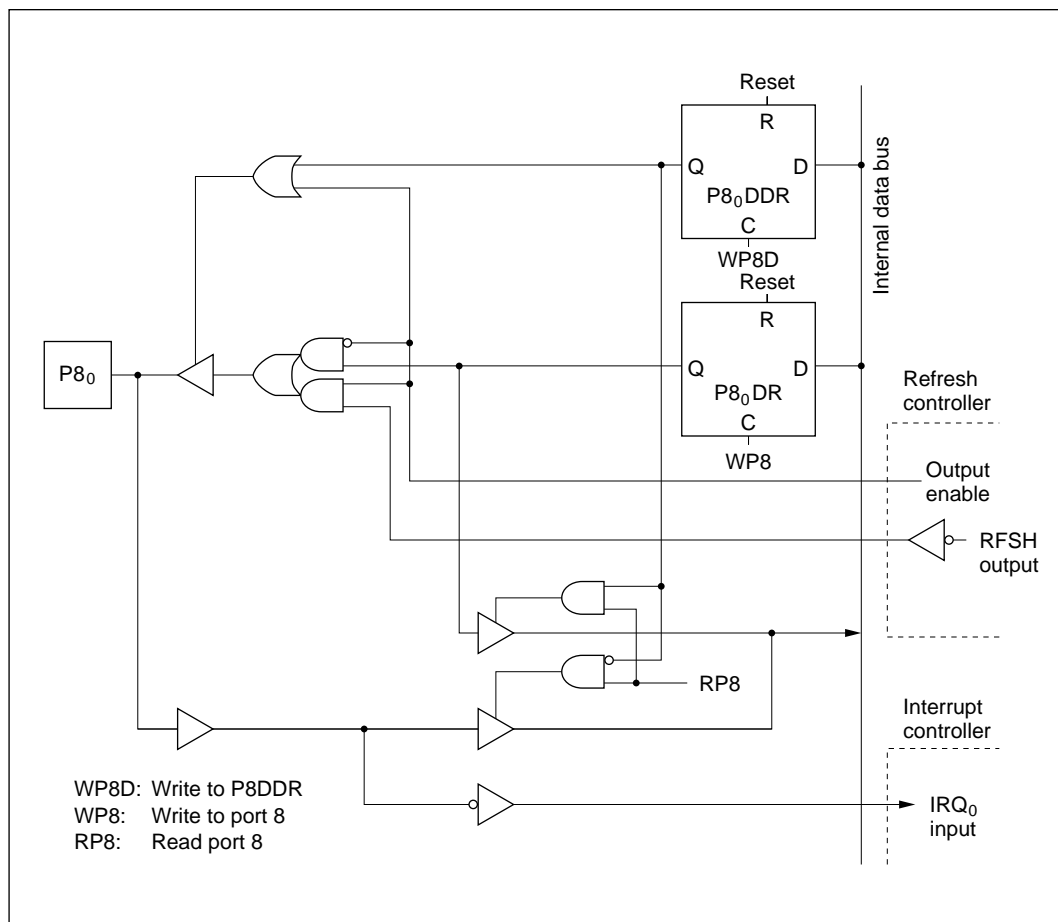 Reset
R
Q
D
P8₀DDR
C
WP8D
Internal data bus
Reset
R
Q
D
P8₀DR
C
WP8
P8₀
Refresh
controller
Output
enable
RFSH
output
RP8
Interrupt
controller
IRQ₀
input
WP8D: Write to P8DDR
WP8: Write to port 8
RP8: Read port 8